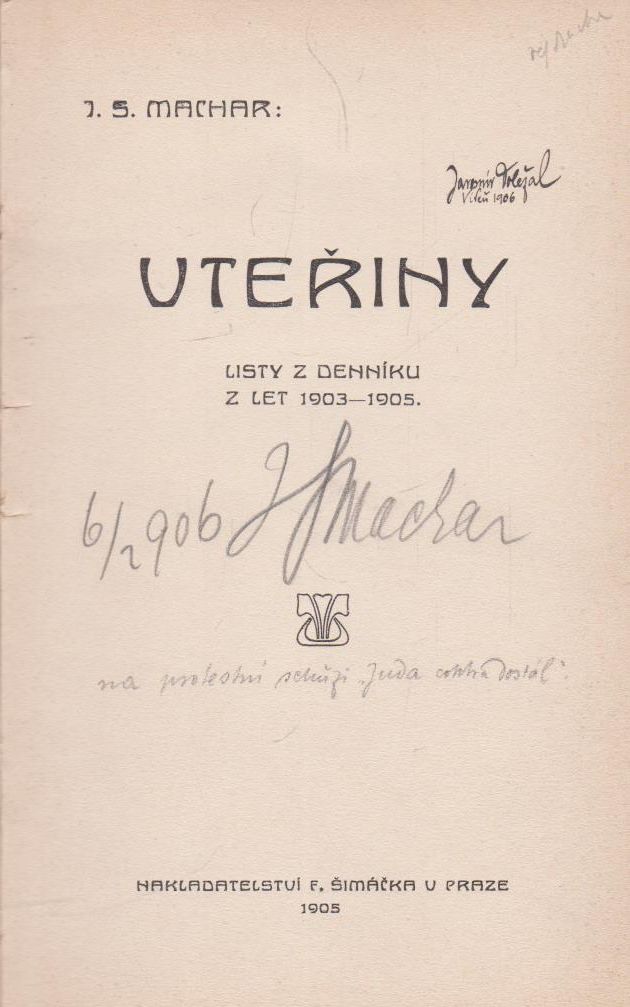 J. S. MACHAR:
Jaromír Doležal
Vídeň 1906
VTEŘINY
LISTY Z DENNÍKU
Z LET 1903—1905.
6/2 906 J S Machar
na protestní schůzi „Juda contra Dostál“.
NAKLADATELSTVÍ F. ŠIMÁČKA V PRAZE
1905